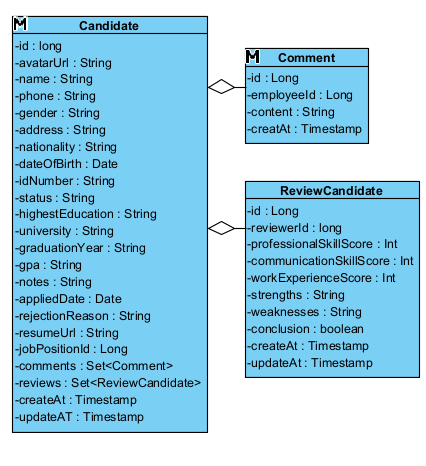 M
Candidate
-id : long
-avatarUrl : String
-name : String
-phone : String
-gender : String
-address : String
-nationality : String
-dateOfBirth : Date
-idNumber : String
-status : String
-highestEducation : String
-university : String
-graduationYear : String
-gpa : String
-notes : String
-appliedDate : Date
-rejectionReason : String
-resumeUrl : String
-jobPositionId : Long
-comments : Set<Comment>
-reviews : Set<ReviewCandidate>
-createAt : Timestamp
-updateAT : Timestamp
M
Comment
-id : Long
-employeeId : Long
-content : String
-creatAt : Timestamp
ReviewCandidate
-id : Long
-reviewerId : long
-professionalSkillScore : Int
-communicationSkillScore : Int
-workExperienceScore : Int
-strengths : String
-weaknesses : String
-conclusion : boolean
-createAt : Timestamp
-updateAt : Timestamp